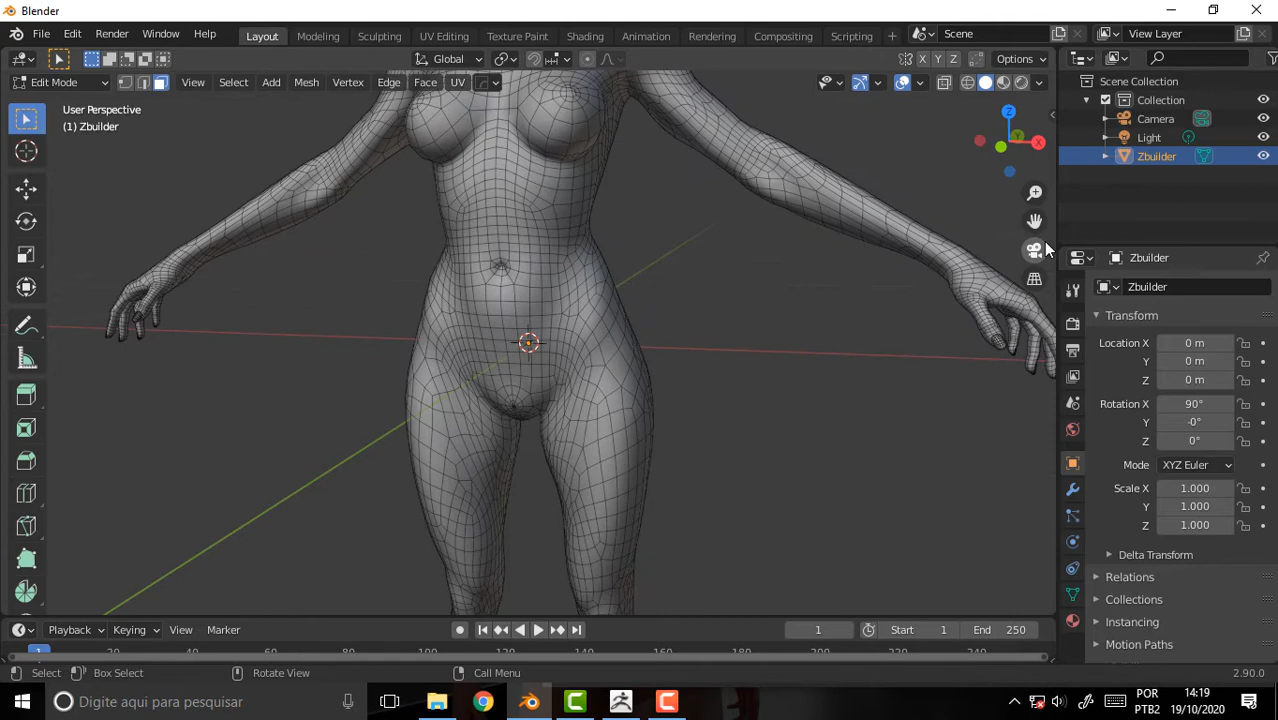 Blender
File Edit Render Window Help Layout Modeling Sculpting UV Editing Texture Paint Shading Animation Rendering Compositing Scripting + Scene View Layer
Global X Y Z Options
Edit Mode View Select Add Mesh Vertex Edge Face UV
User Perspective
(1) Zbuilder
Z
Y
X
Scene Collection
Collection
Camera
Light
Zbuilder
Zbuilder
Zbuilder
Transform
Location X 0 m
Y 0 m
Z 0 m
Rotation X 90°
Y -0°
Z 0°
Mode XYZ Euler
Scale X 1.000
Y 1.000
Z 1.000
Delta Transform
Relations
Collections
Instancing
Motion Paths
Playback Keying View Marker 1 Start 1 End 250
1 20 40 60 80 100 120 140 160 180 200 220 240
Select Box Select Rotate View Call Menu 2.90.0
Digite aqui para pesquisar
POR 14:19
PTB2 19/10/2020